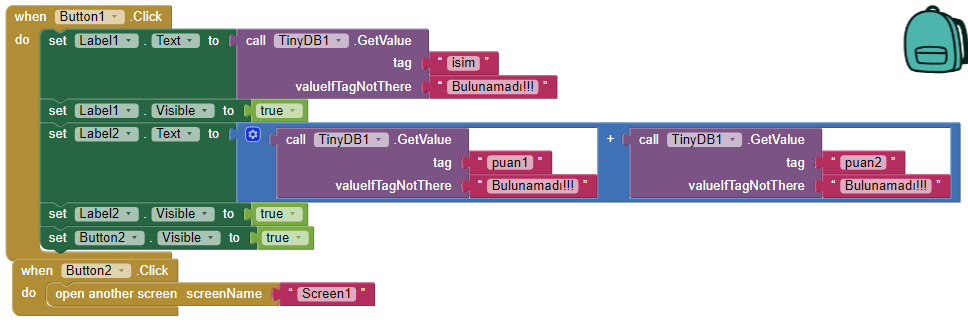 when Button1 .Click
do set Label1 . Text to call TinyDB1 .GetValue
tag " isim "
valueIfTagNotThere " Bulunamadı!!! "
set Label1 . Visible to true
set Label2 . Text to call TinyDB1 .GetValue + call TinyDB1 .GetValue
tag " puan1 " tag " puan2 "
valueIfTagNotThere " Bulunamadı!!! " valueIfTagNotThere " Bulunamadı!!! "
set Label2 . Visible to true
set Button2 . Visible to true
when Button2 .Click
do open another screen screenName " Screen1 "